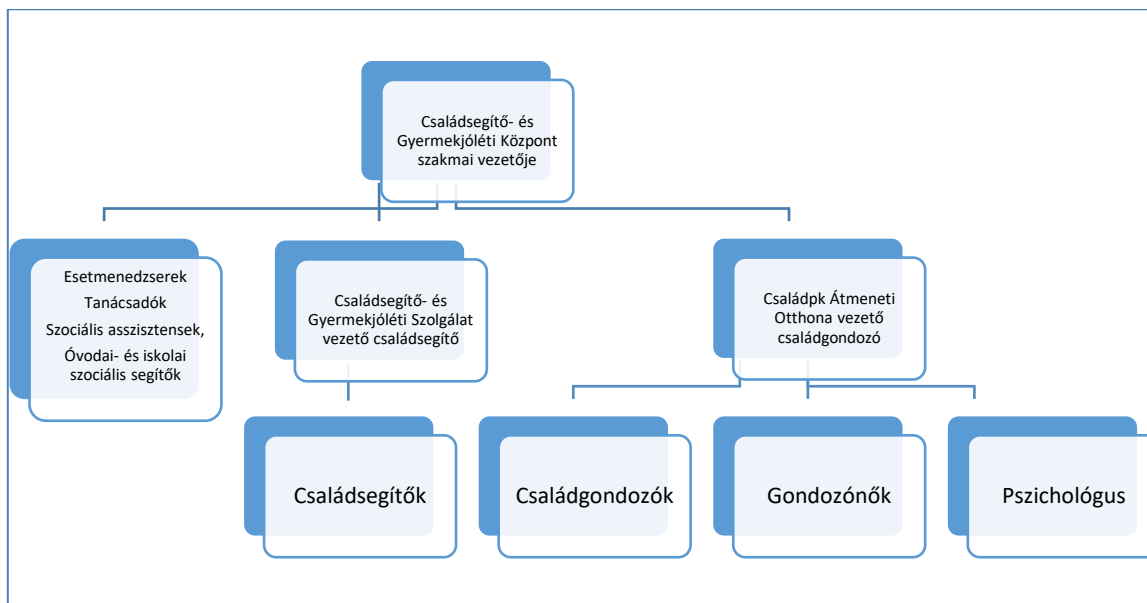 Családsegítő- és
Gyermekjóléti Központ
szakmai vezetője
Esetmenedzserek
Tanácsadók
Szociális asszisztensek,
Óvodai- és iskolai
szociális segítők
Családsegítő- és
Gyermekjóléti Szolgálat
vezető családsegítő
Családpk Átmeneti
Otthona vezető
családgondozó
Családsegítők
Családgondozók
Gondozónők
Pszichológus